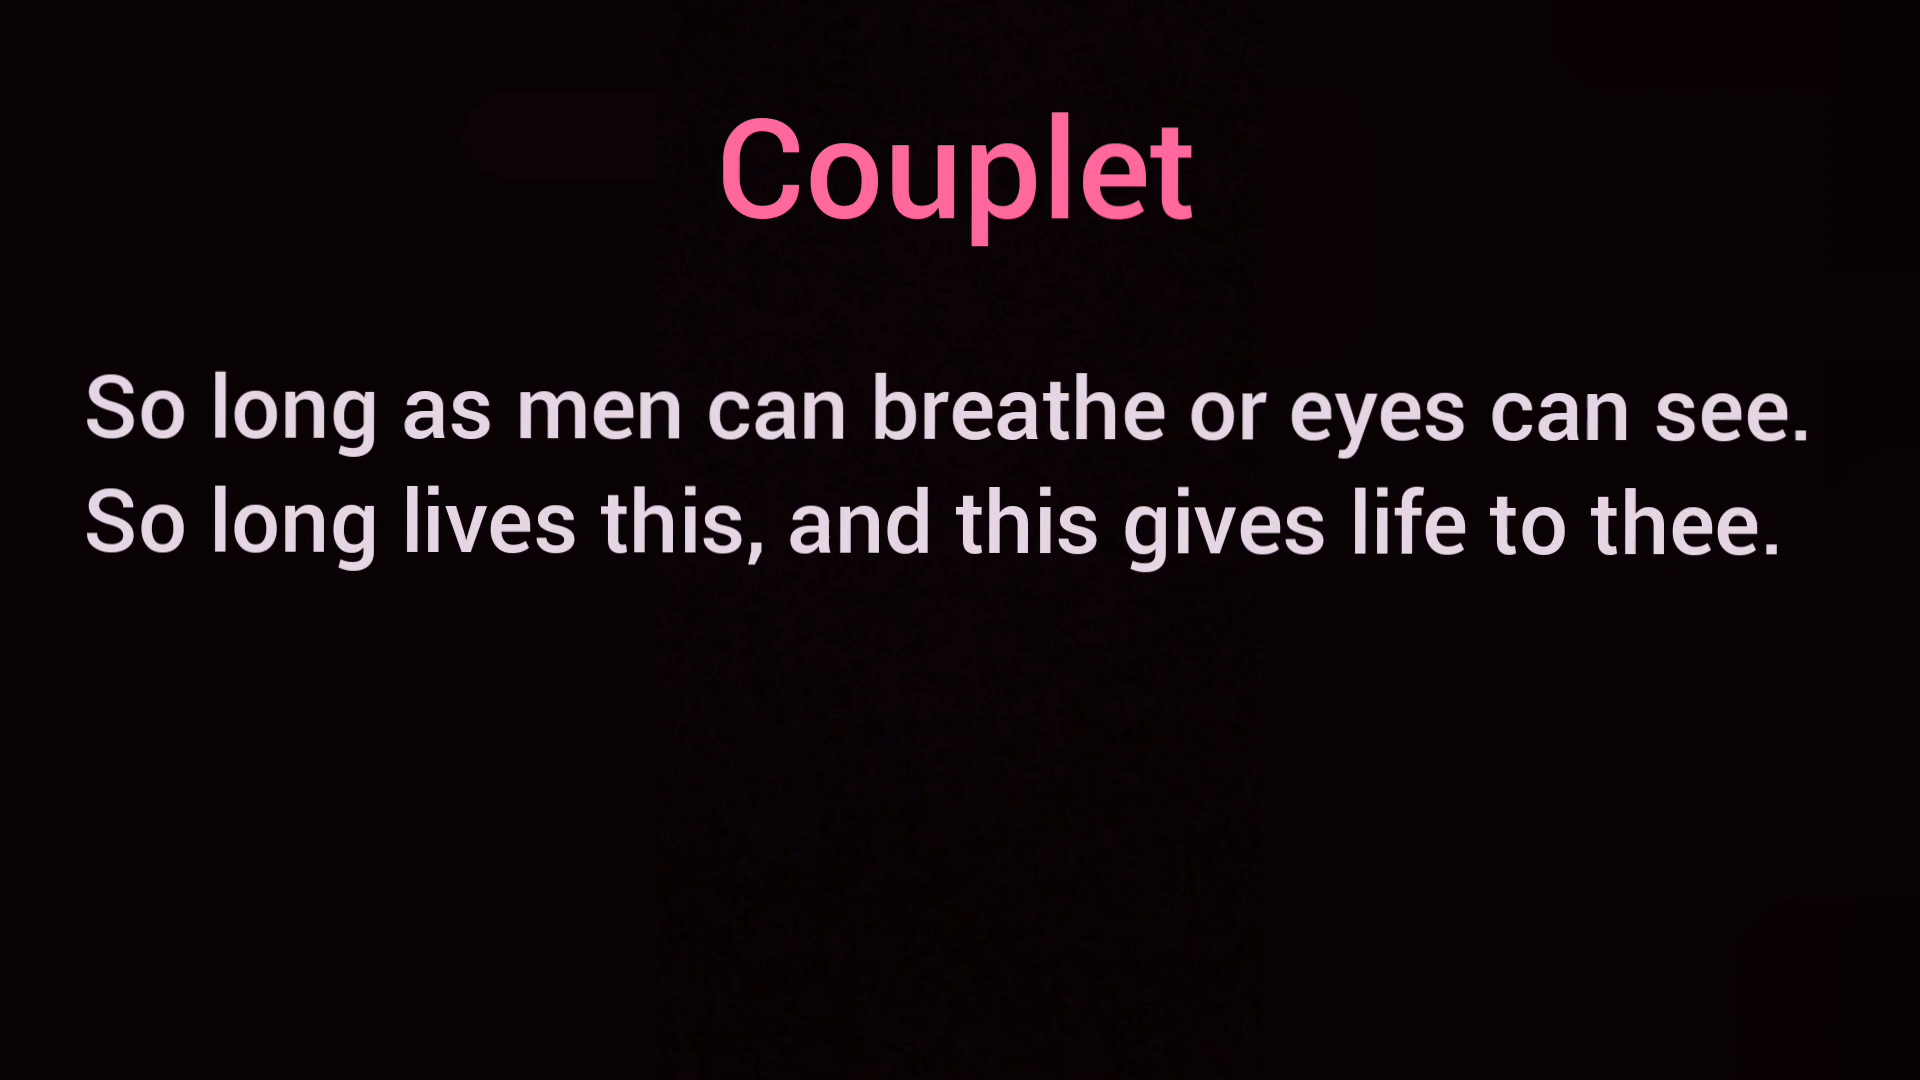 Couplet
So long as men can breathe or eyes can see.
So long lives this, and this gives life to thee.